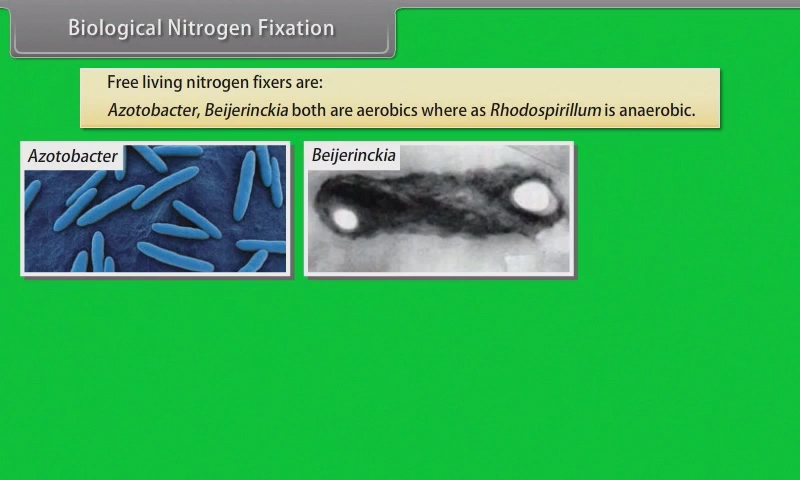 Biological Nitrogen Fixation
Free living nitrogen fixers are:
Azotobacter, Beijerinckia both are aerobics where as Rhodospirillum is anaerobic.
Azotobacter
Beijerinckia